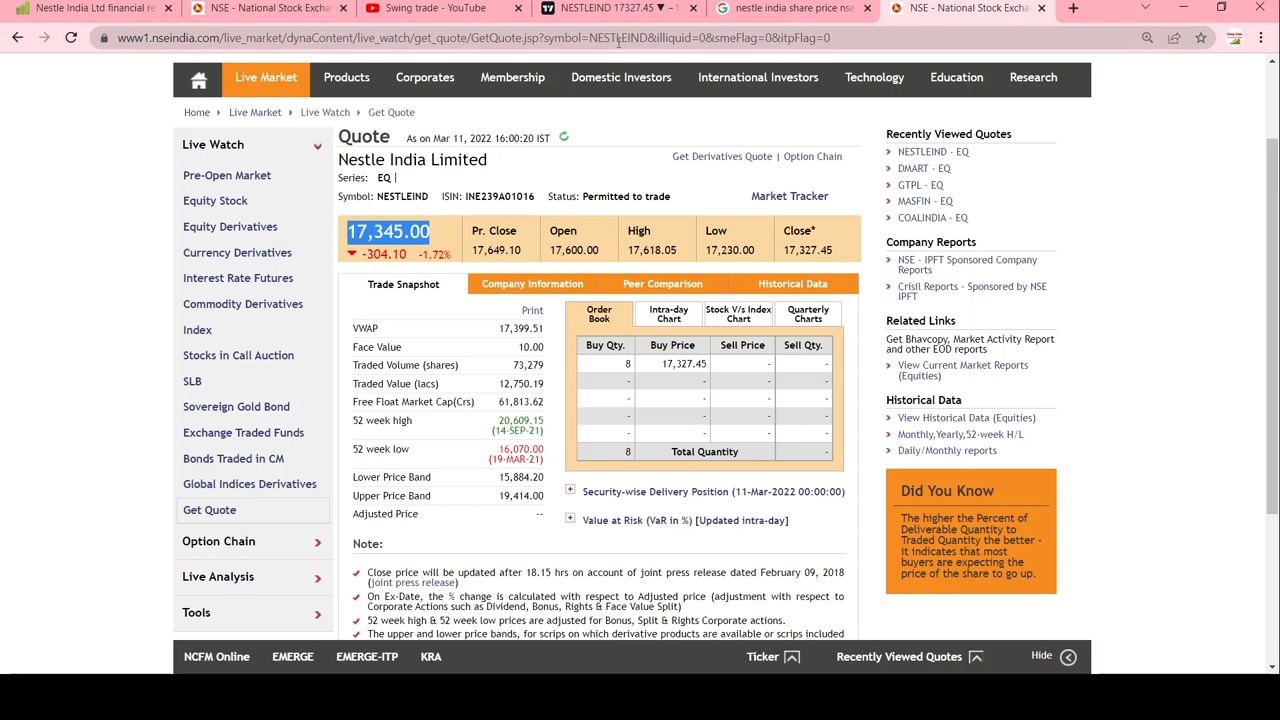 Nestle India Ltd financial re
NSE - National Stock Exchan
Swing trade - YouTube
NESTLEIND 17327.45 ▼ −1.
nestle india share price nse
NSE - National Stock Exchan
www1.nseindia.com/live_market/dynaContent/live_watch/get_quote/GetQuote.jsp?symbol=NESTLEIND&illiquid=0&smeFlag=0&itpFlag=0
Live Market Products Corporates Membership Domestic Investors International Investors Technology Education Research
Home Live Market Live Watch Get Quote
Live Watch
Pre-Open Market
Equity Stock
Equity Derivatives
Currency Derivatives
Interest Rate Futures
Commodity Derivatives
Index
Stocks in Call Auction
SLB
Sovereign Gold Bond
Exchange Traded Funds
Bonds Traded in CM
Global Indices Derivatives
Get Quote
Option Chain
Live Analysis
Tools
Quote As on Mar 11, 2022 16:00:20 IST
Nestle India Limited
Get Derivatives Quote | Option Chain
Series: EQ |
Symbol: NESTLEIND ISIN: INE239A01016 Status: Permitted to trade Market Tracker
17,345.00 Pr. Close Open High Low Close*
-304.10 -1.72% 17,649.10 17,600.00 17,618.05 17,230.00 17,327.45
Trade Snapshot Company Information Peer Comparison Historical Data
Print
VWAP 17,399.51
Face Value 10.00
Traded Volume (shares) 73,279
Traded Value (lacs) 12,750.19
Free Float Market Cap(Crs) 61,813.62
52 week high 20,609.15
(14-SEP-21)
52 week low 16,070.00
(19-MAR-21)
Lower Price Band 15,884.20
Upper Price Band 19,414.00
Adjusted Price --
Order Book
Intra-day Chart
Stock V/s Index Chart
Quarterly Charts
Buy Qty. Buy Price Sell Price Sell Qty.
8 17,327.45 - -
- - - -
- - - -
- - - -
- - - -
8 Total Quantity -
Security-wise Delivery Position (11-Mar-2022 00:00:00)
Value at Risk (VaR in %) [Updated intra-day]
Note:
Close price will be updated after 18.15 hrs on account of joint press release dated February 09, 2018
(joint press release)
On Ex-Date, the % change is calculated with respect to Adjusted price (adjustment with respect to
Corporate Actions such as Dividend, Bonus, Rights & Face Value Split)
52 week high & 52 week low prices are adjusted for Bonus, Split & Rights Corporate actions.
The upper and lower price bands, for scrips on which derivative products are available or scrips included
Recently Viewed Quotes
NESTLEIND - EQ
DMART - EQ
GTPL - EQ
MASFIN - EQ
COALINDIA - EQ
Company Reports
NSE - IPFT Sponsored Company
Reports
Crisil Reports - Sponsored by NSE
IPFT
Related Links
Get Bhavcopy, Market Activity Report
and other EOD reports
View Current Market Reports
(Equities)
Historical Data
View Historical Data (Equities)
Monthly,Yearly,52-week H/L
Daily/Monthly reports
Did You Know
The higher the Percent of
Deliverable Quantity to
Traded Quantity the better -
it indicates that most
buyers are expecting the
price of the share to go up.
NCFM Online EMERGE EMERGE-ITP KRA Ticker Recently Viewed Quotes Hide